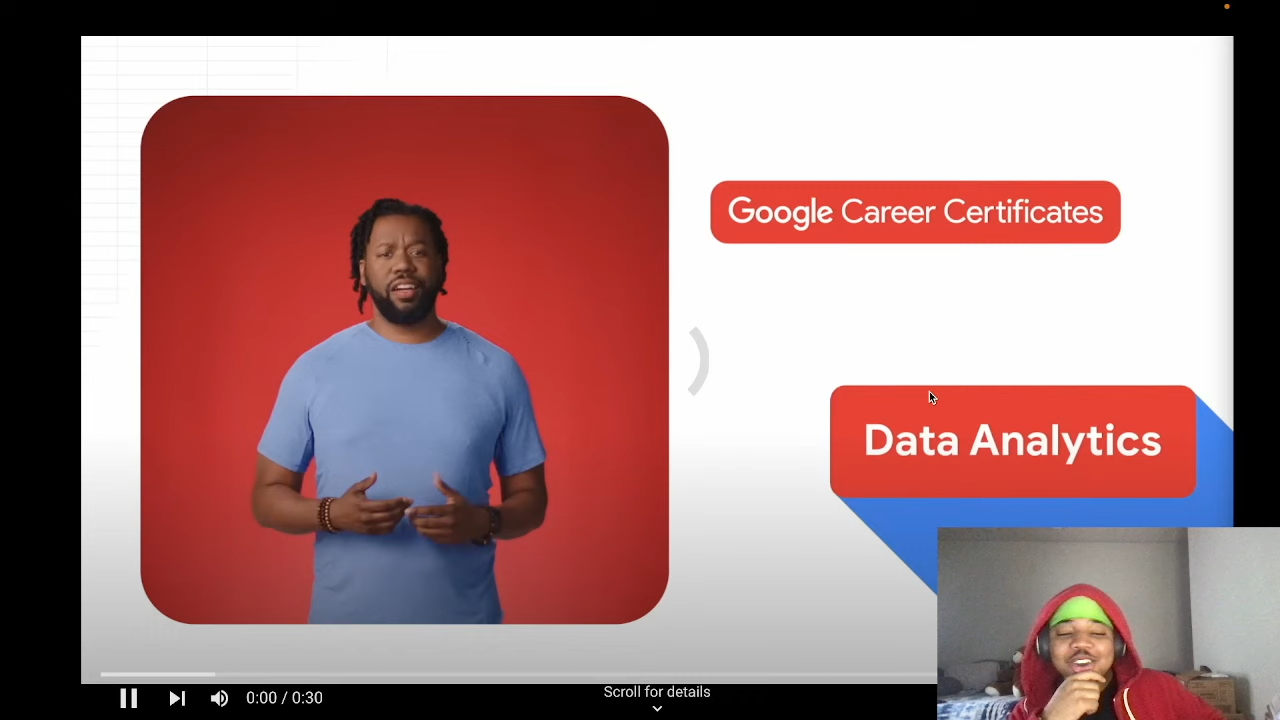 Google Career Certificates
Data Analytics
Scroll for details
0:00 / 0:30